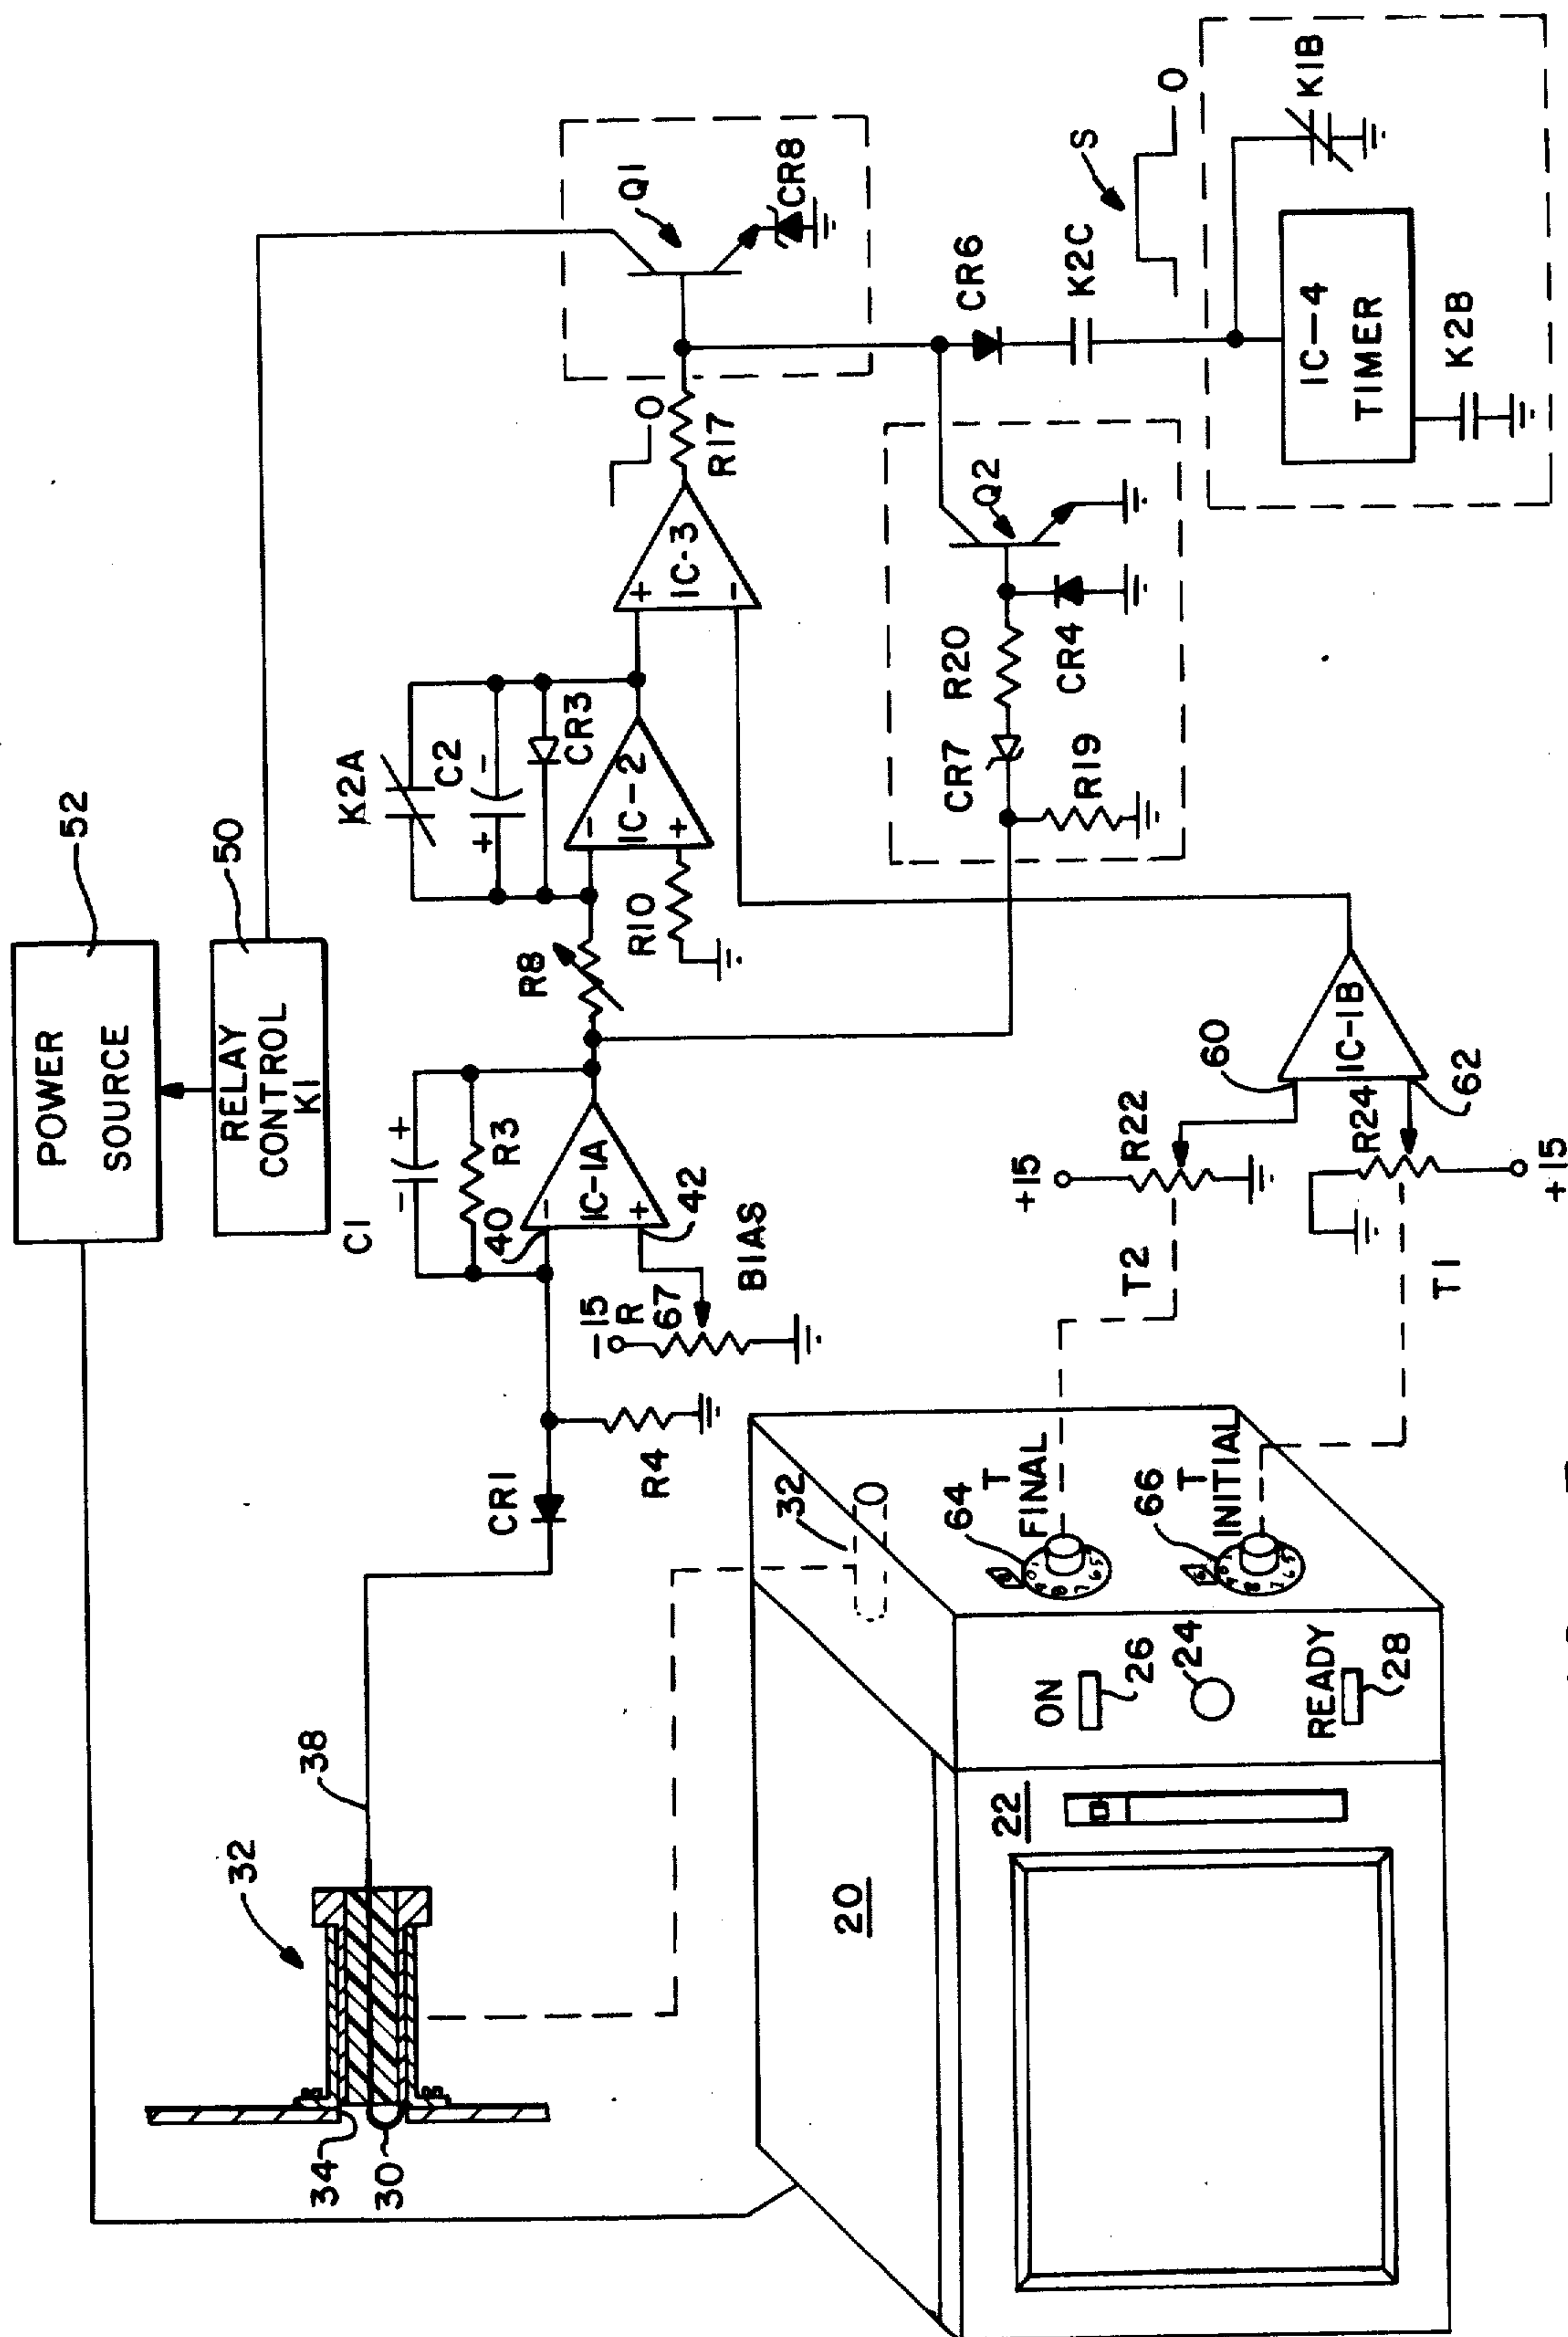 POWER
SOURCE
52
RELAY
CONTROL
K1
50
32
38
34
30
CR1
R4
C1
-
+
R3
40
-
IC-1A
+
42
-15
R
67
BIAS
R8
K2A
C2
+
-
CR3
R10
-
IC-2
+
+
IC-3
-
O
R17
Q1
CR8
CR6
K2C
S
O
Q2
CR7
R20
R19
CR4
IC-4
TIMER
K1B
K2B
60
IC-1B
62
+15
R22
R24
+15
T2
T1
20
22
32
64
T
FINAL
66
T
INITIAL
ON
26
24
READY
28